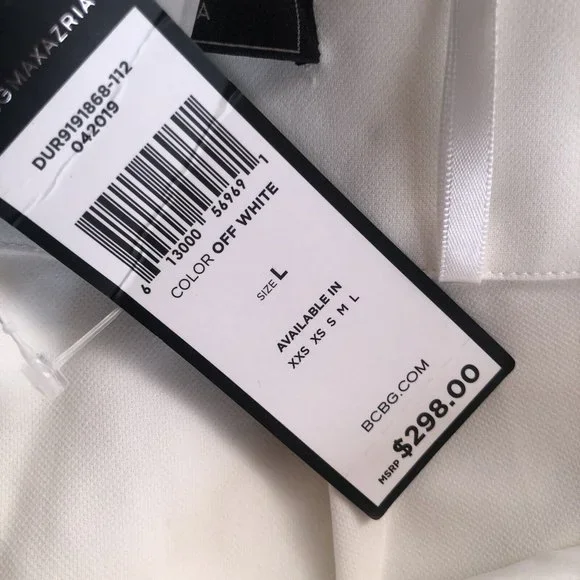 G MAXAZRIA
A
DUR9191868-112
042019
6 13000 56969 1
COLOR OFF WHITE
SIZE L
AVAILABLE IN
XXS XS S M L
BCBG.COM
MSRP $298.00